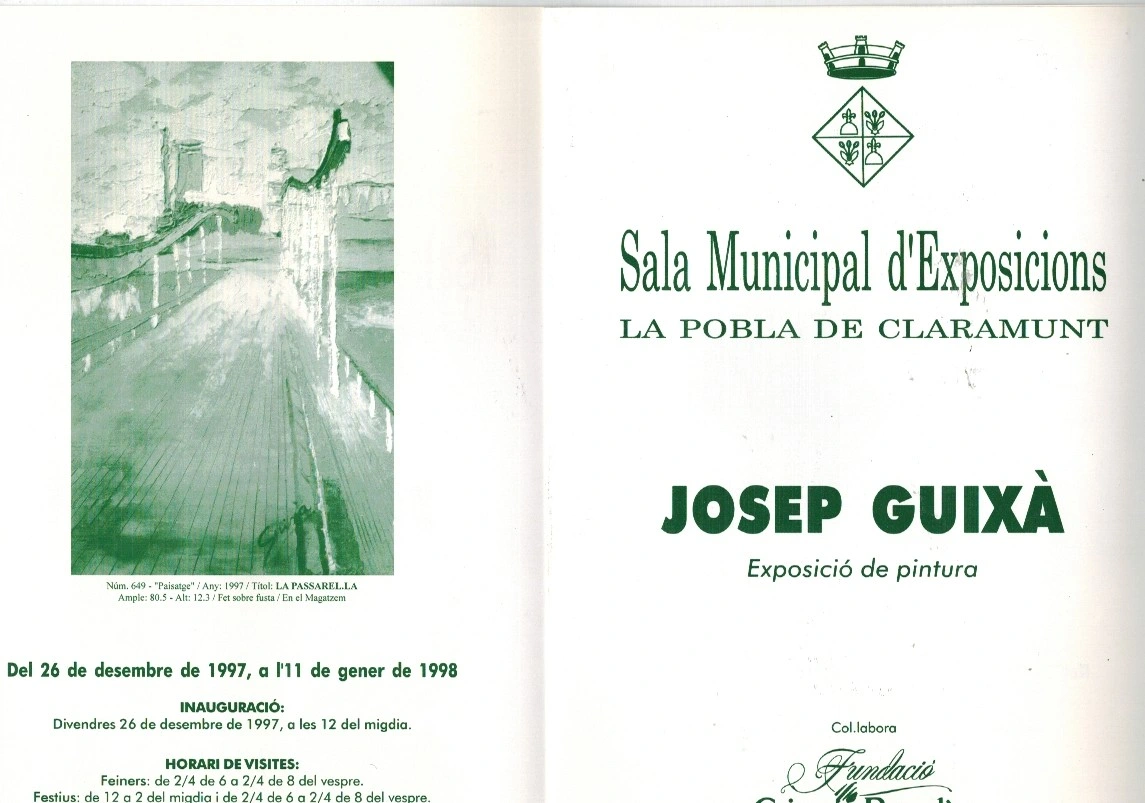 Guixà
Núm. 649 - "Paisatge" / Any: 1997 / Títol: LA PASSAREL.LA
Ample: 80.5 - Alt: 12.3 / Fet sobre fusta / En el Magatzem
Del 26 de desembre de 1997, a l'11 de gener de 1998
INAUGURACIÓ:
Divendres 26 de desembre de 1997, a les 12 del migdia.
HORARI DE VISITES:
Feiners: de 2/4 de 6 a 2/4 de 8 del vespre.
Festius: de 12 a 2 del migdia i de 2/4 de 6 a 2/4 de 8 del vespre.
Sala Municipal d'Exposicions
LA POBLA DE CLARAMUNT
JOSEP GUIXÀ
Exposició de pintura
Col.labora
Fundació